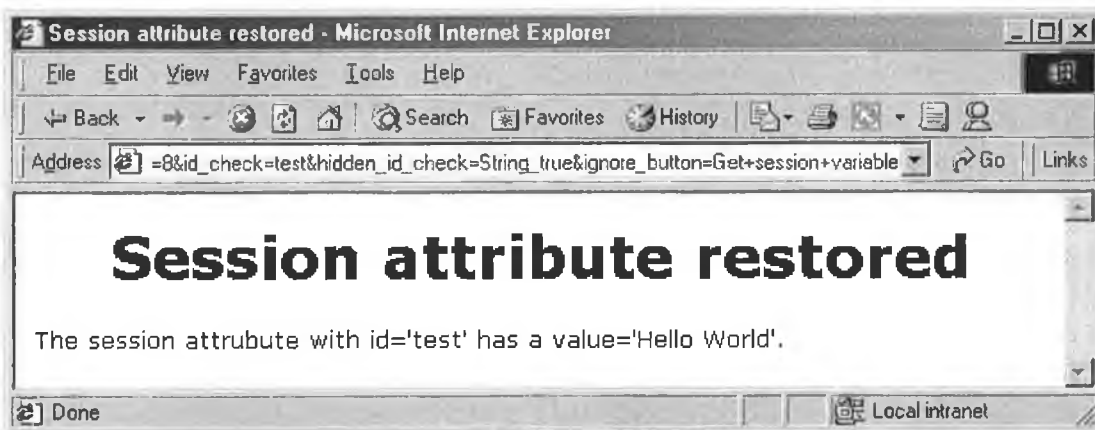 Session attribute restored - Microsoft Internet Explorer
File Edit View Favorites Tools Help
Back Search Favorites History
Address =8&id_check=test&hidden_id_check=String_true&ignore_button=Get+session+variable Go Links
Session attribute restored
The session attrubute with id='test' has a value='Hello World'.
Done Local intranet